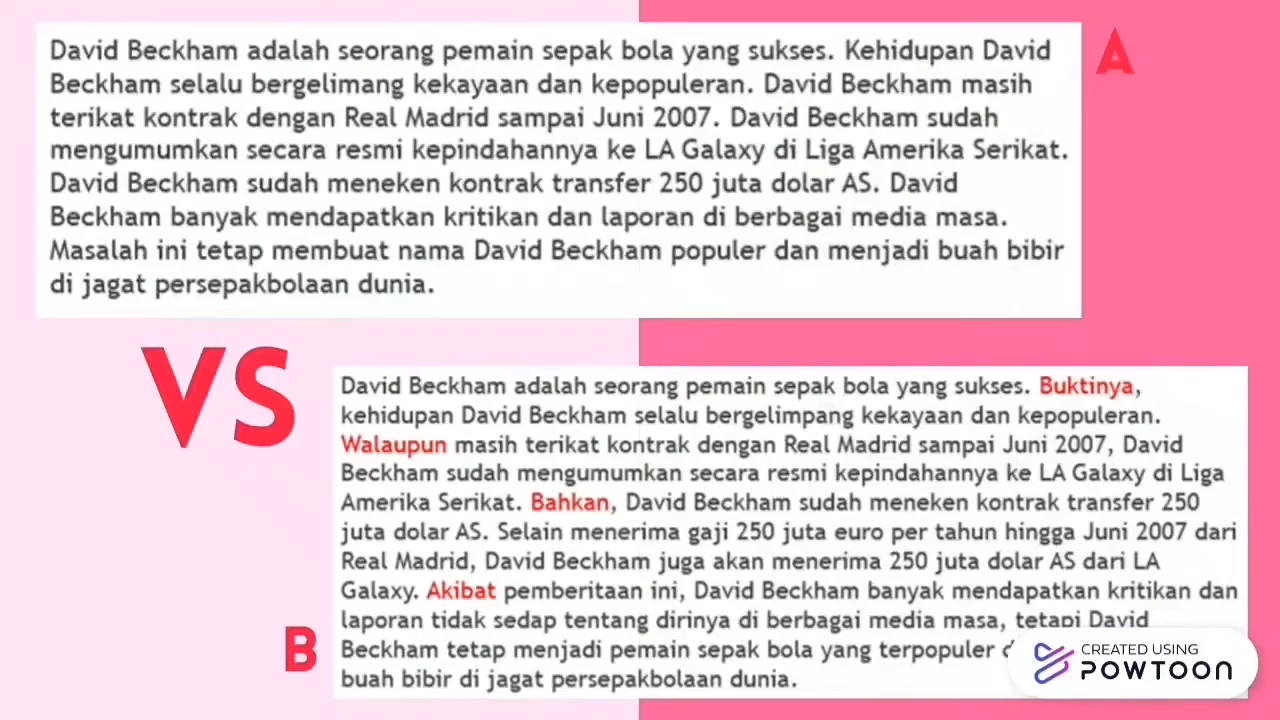 David Beckham adalah seorang pemain sepak bola yang sukses. Kehidupan David
Beckham selalu bergelimang kekayaan dan kepopuleran. David Beckham masih
terikat kontrak dengan Real Madrid sampai Juni 2007. David Beckham sudah
mengumumkan secara resmi kepindahannya ke LA Galaxy di Liga Amerika Serikat.
David Beckham sudah meneken kontrak transfer 250 juta dolar AS. David
Beckham banyak mendapatkan kritikan dan laporan di berbagai media masa.
Masalah ini tetap membuat nama David Beckham populer dan menjadi buah bibir
di jagat persepakbolaan dunia.
A
VS
David Beckham adalah seorang pemain sepak bola yang sukses. Buktinya,
kehidupan David Beckham selalu bergelimpang kekayaan dan kepopuleran.
Walaupun masih terikat kontrak dengan Real Madrid sampai Juni 2007, David
Beckham sudah mengumumkan secara resmi kepindahannya ke LA Galaxy di Liga
Amerika Serikat. Bahkan, David Beckham sudah meneken kontrak transfer 250
juta dolar AS. Selain menerima gaji 250 juta euro per tahun hingga Juni 2007 dari
Real Madrid, David Beckham juga akan menerima 250 juta dolar AS dari LA
Galaxy. Akibat pemberitaan ini, David Beckham banyak mendapatkan kritikan dan
laporan tidak sedap tentang dirinya di berbagai media masa, tetapi David
Beckham tetap menjadi pemain sepak bola yang terpopuler
buah bibir di jagat persepakbolaan dunia.
B
CREATED USING
POWTOON